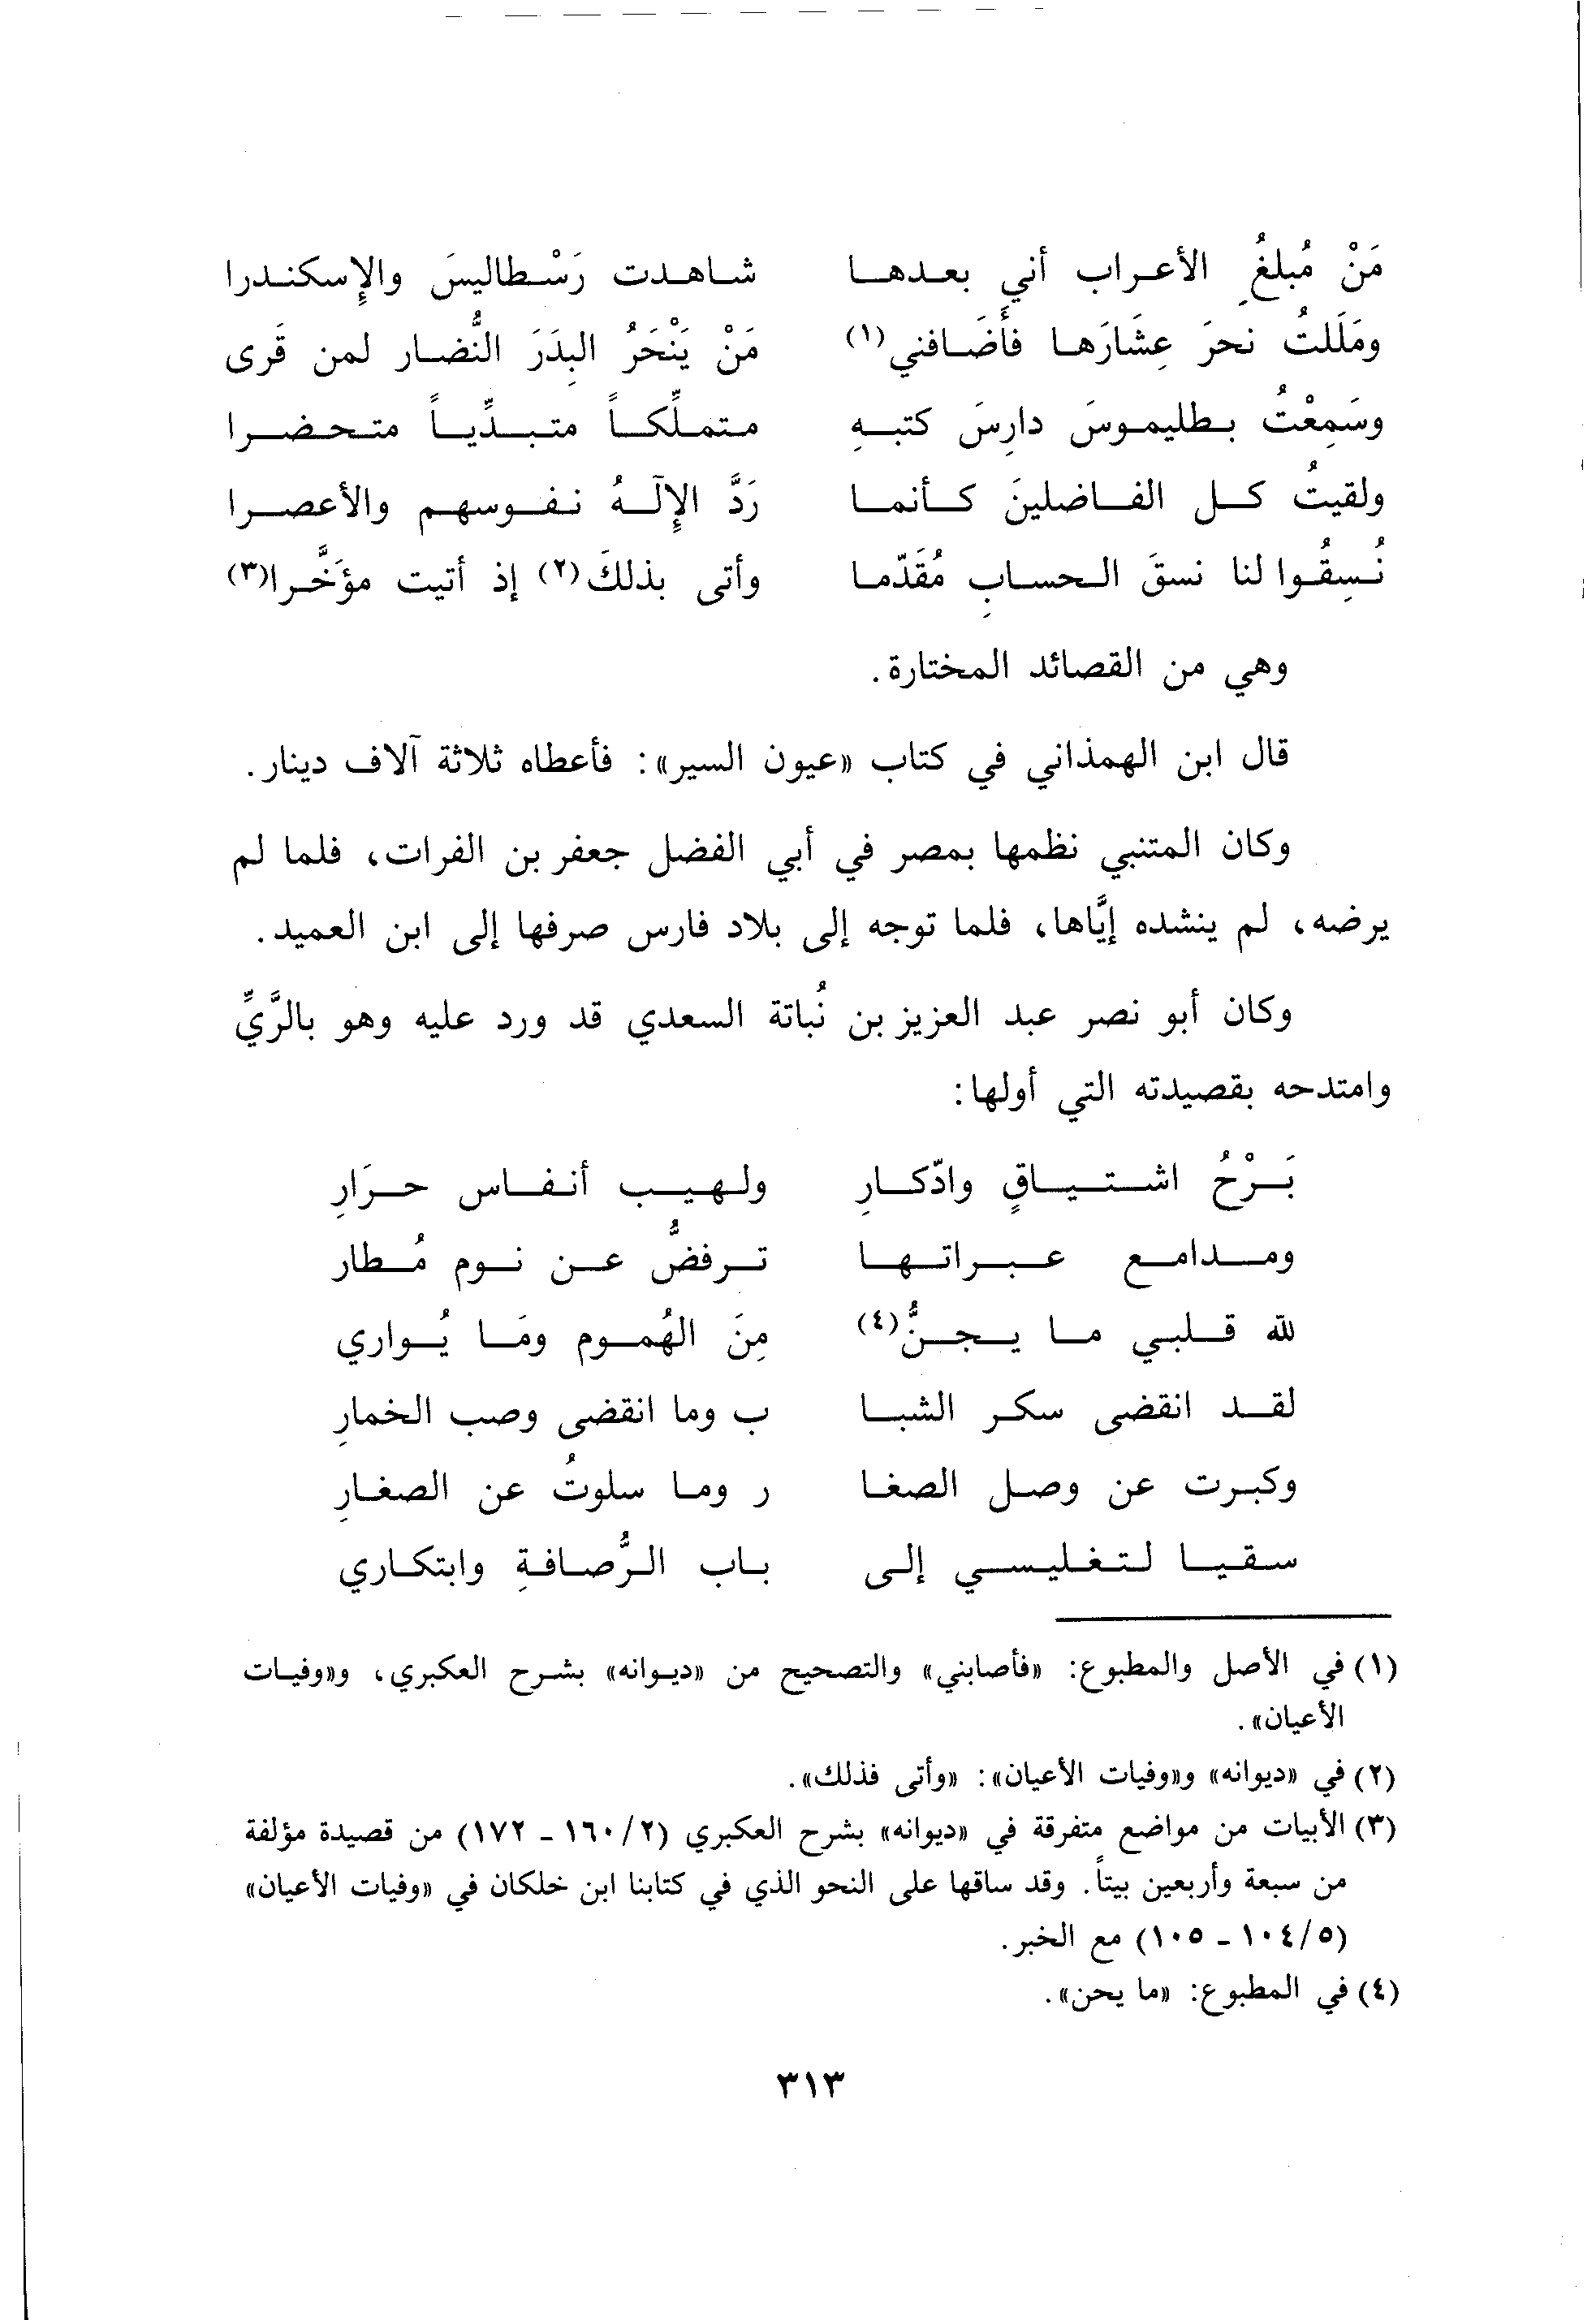 مَنْ مُبلغُ الأعراب أني بعدها شاهدت رَسْطاليسَ والإِسكندرا
ومَلَلتُ نحرَ عِشَارَها فأَضَافني(١) مَنْ يَنْحَرُ البِدَرَ النُّضار لمن قَرى
وسَمِعْتُ بطليموسَ دارِسَ كتبهِ متملِّكاً متبدِّياً متحضرا
ولقيتُ كل الفاضلينَ كأنما رَدَّ الإِلٓهُ نفوسهم والأعصرا
نُسِقُوا لنا نسقَ الحسابِ مُقَدّما وأتى بذلكَ(٢) إذ أتيت مؤَخَّرا(٣)
وهي من القصائد المختارة.
قال ابن الهمذاني في كتاب «عيون السير»: فأعطاه ثلاثة آلاف دينار.
وكان المتنبي نظمها بمصر في أبي الفضل جعفر بن الفرات، فلما لم
يرضه، لم ينشده إيَّاها، فلما توجه إلى بلاد فارس صرفها إلى ابن العميد.
وكان أبو نصر عبد العزيز بن نُباتة السعدي قد ورد عليه وهو بالرَّيِّ
وامتدحه بقصيدته التي أولها:
بَرْحُ اشتياقٍ وادّكارِ ولهيب أنفاس حرَارِ
ومدامع عبراتها ترفضُّ عن نوم مُطار
لله قلبي ما يجنُّ(٤) مِنَ الهُموم ومَا يُواري
لقد انقضى سكر الشبا ب وما انقضى وصب الخمارِ
وكبرت عن وصل الصغا ر وما سلوتُ عن الصغارِ
سقيا لتغليسي إلى باب الرُّصافةِ وابتكاري
(١) في الأصل والمطبوع: «فأصابني» والتصحيح من «ديوانه» بشرح العكبري، و«وفيات
الأعيان».
(٢) في «ديوانه» و«وفيات الأعيان»: «وأتى فذلك».
(٣) الأبيات من مواضع متفرقة في «ديوانه» بشرح العكبري (٢/ ١٦٠ - ١٧٢) من قصيدة مؤلفة
من سبعة وأربعين بيتاً. وقد ساقها على النحو الذي في كتابنا ابن خلكان في «وفيات الأعيان»
(٥/ ١٠٤ - ١٠٥) مع الخبر.
(٤) في المطبوع: «ما يحن».
٣١٣